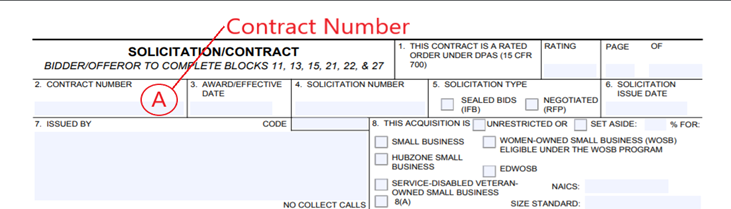 Contract Number
SOLICITATION/CONTRACT
BIDDER/OFFEROR TO COMPLETE BLOCKS 11, 13, 15, 21, 22, & 27
1. THIS CONTRACT IS A RATED
ORDER UNDER DPAS (15 CFR
700)
RATING
PAGE
OF
2. CONTRACT NUMBER
A
3. AWARD/EFFECTIVE
DATE
4. SOLICITATION NUMBER
5. SOLICITATION TYPE
SEALED BIDS
(IFB)
NEGOTIATED
(RFP)
6. SOLICITATION
ISSUE DATE
7. ISSUED BY
CODE
8. THIS ACQUISITION IS
UNRESTRICTED OR
SET ASIDE:
% FOR:
SMALL BUSINESS
HUBZONE SMALL
BUSINESS
SERVICE-DISABLED VETERAN-
OWNED SMALL BUSINESS
8(A)
WOMEN-OWNED SMALL BUSINESS (WOSB)
ELIGIBLE UNDER THE WOSB PROGRAM
EDWOSB
NAICS:
SIZE STANDARD:
NO COLLECT CALLS